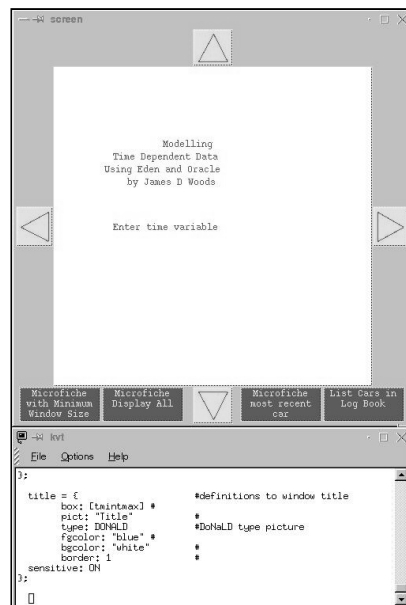 screen
Modelling
Time Dependent Data
Using Eden and Oracle
by James D Woods
Enter time variable
Microfiche
with Minimum
Window Size
Microfiche
Display All
Microfiche
most recent
car
List Cars in
Log Book
kvt
File Options Help
};
title = { #definitions to window title
box: [tmintmax] #
pict: "Title" #
type: DONALD #DoNaLD type picture
fgcolor: "blue" #
bgcolor: "white" #
border: 1 #
sensitive: ON
};